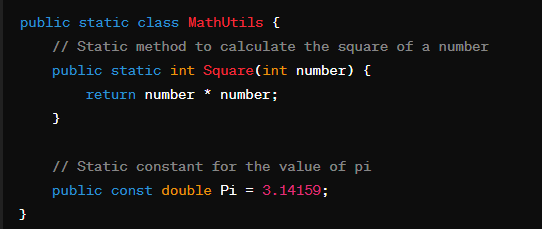 public static class MathUtils {
// Static method to calculate the square of a number
public static int Square(int number) {
return number * number;
}
// Static constant for the value of pi
public const double Pi = 3.14159;
}